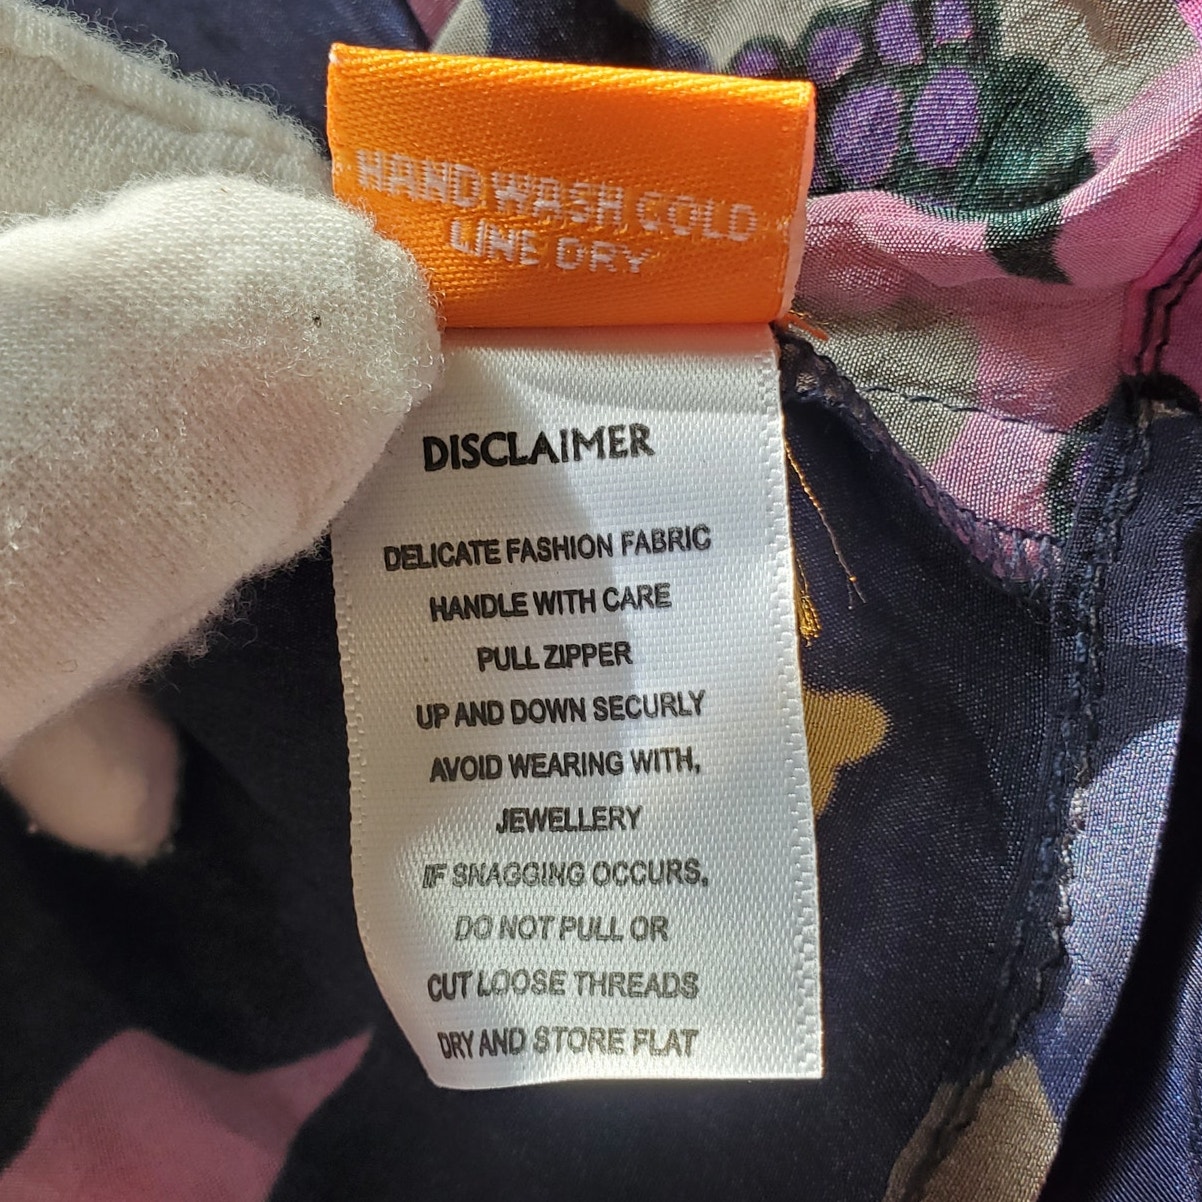 HAND WASH COLD
LINE DRY
DISCLAIMER
DELICATE FASHION FABRIC
HANDLE WITH CARE
PULL ZIPPER
UP AND DOWN SECURLY
AVOID WEARING WITH,
JEWELLERY
IF SNAGGING OCCURS,
DO NOT PULL OR
CUT LOOSE THREADS
DRY AND STORE FLAT